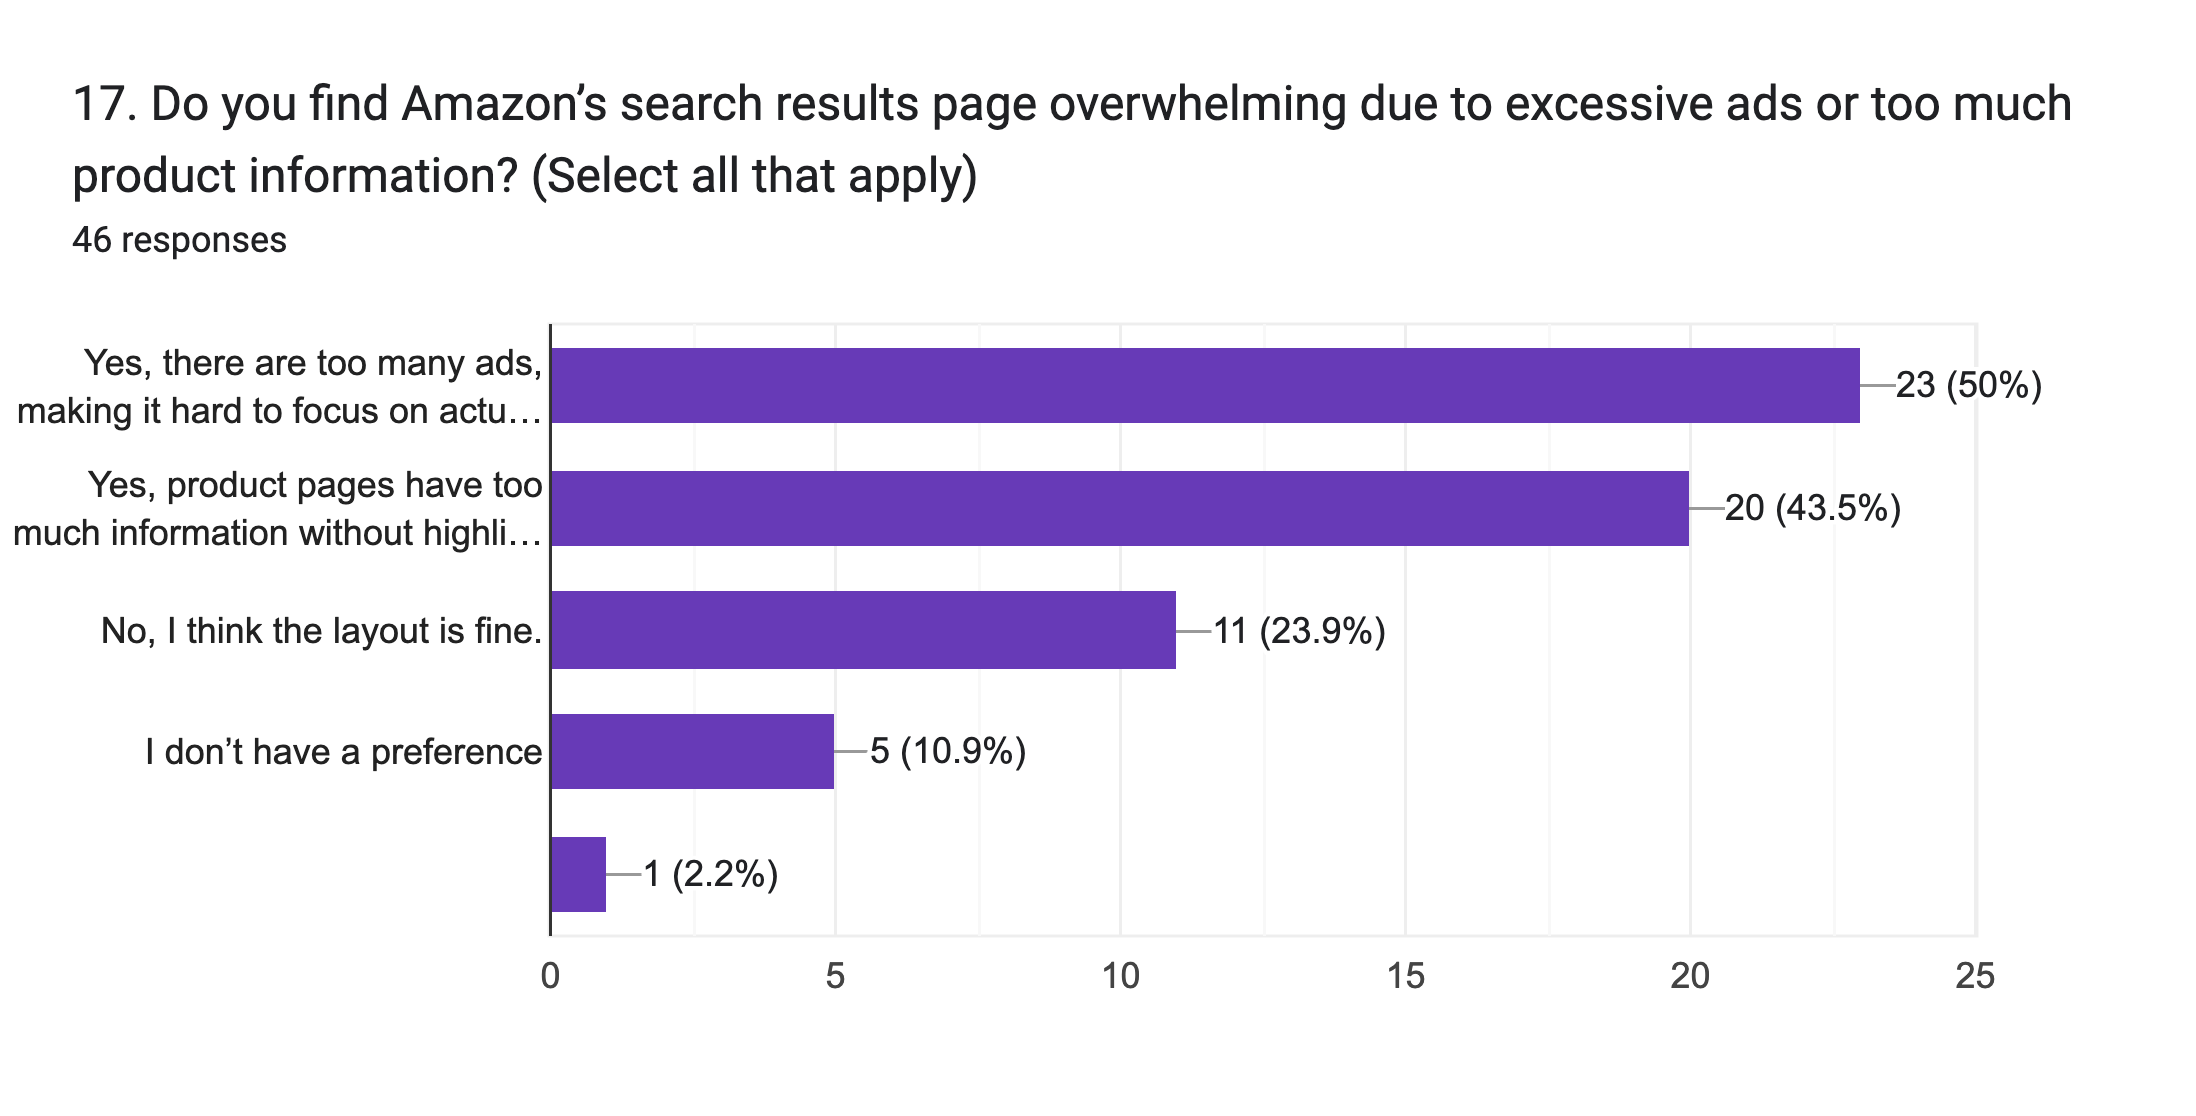 17. Do you find Amazon’s search results page overwhelming due to excessive ads or too much
product information? (Select all that apply)
46 responses
Yes, there are too many ads,
making it hard to focus on actu…
23 (50%)
Yes, product pages have too
much information without highli…
20 (43.5%)
No, I think the layout is fine.
11 (23.9%)
I don’t have a preference
5 (10.9%)
1 (2.2%)
0 5 10 15 20 25